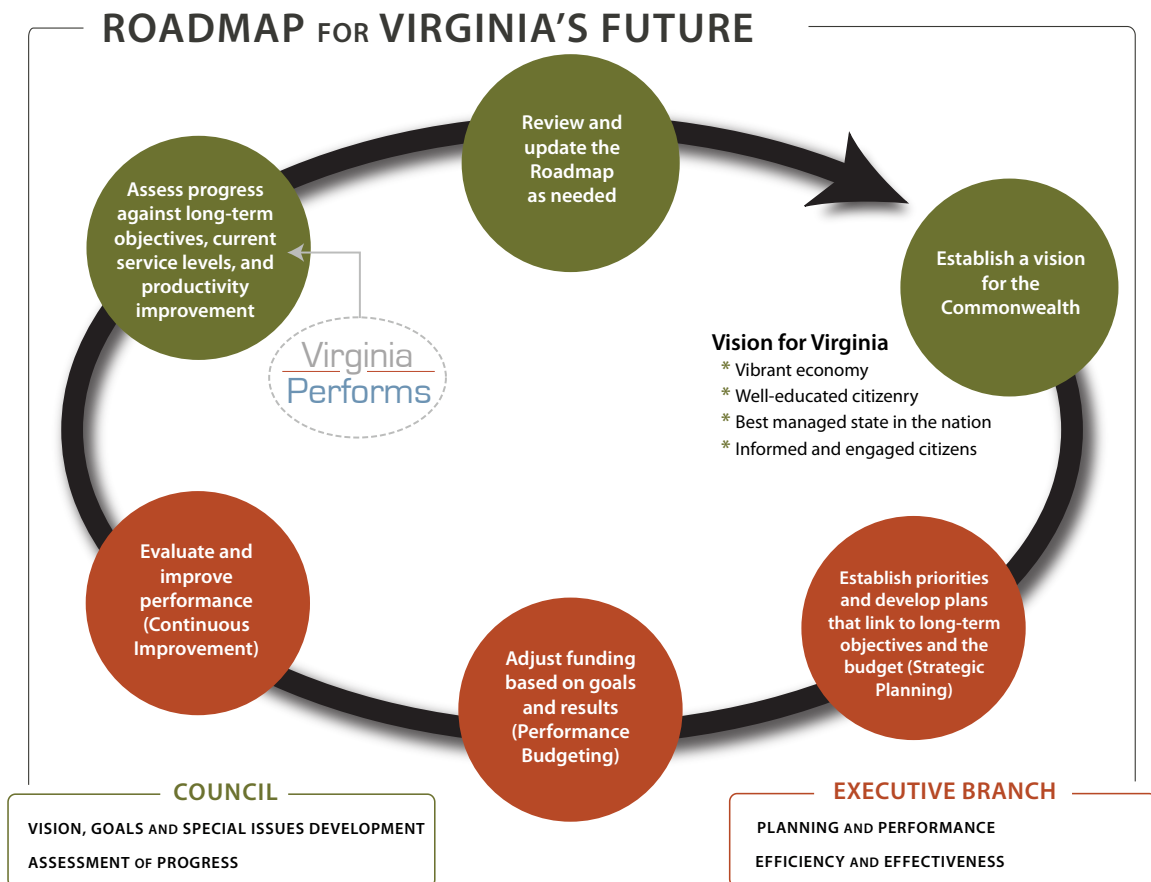 ROADMAP FOR VIRGINIA'S FUTURE
Review and
update the
Roadmap
as needed
Assess progress
against long-term
objectives, current
service levels, and
productivity
improvement
Establish a vision
for the
Commonwealth
Virginia
Performs
Vision for Virginia
* Vibrant economy
* Well-educated citizenry
* Best managed state in the nation
* Informed and engaged citizens
Evaluate and
improve
performance
(Continuous
Improvement)
Adjust funding
based on goals
and results
(Performance
Budgeting)
Establish priorities
and develop plans
that link to long-term
objectives and the
budget (Strategic
Planning)
COUNCIL
VISION, GOALS AND SPECIAL ISSUES DEVELOPMENT
ASSESSMENT OF PROGRESS
EXECUTIVE BRANCH
PLANNING AND PERFORMANCE
EFFICIENCY AND EFFECTIVENESS